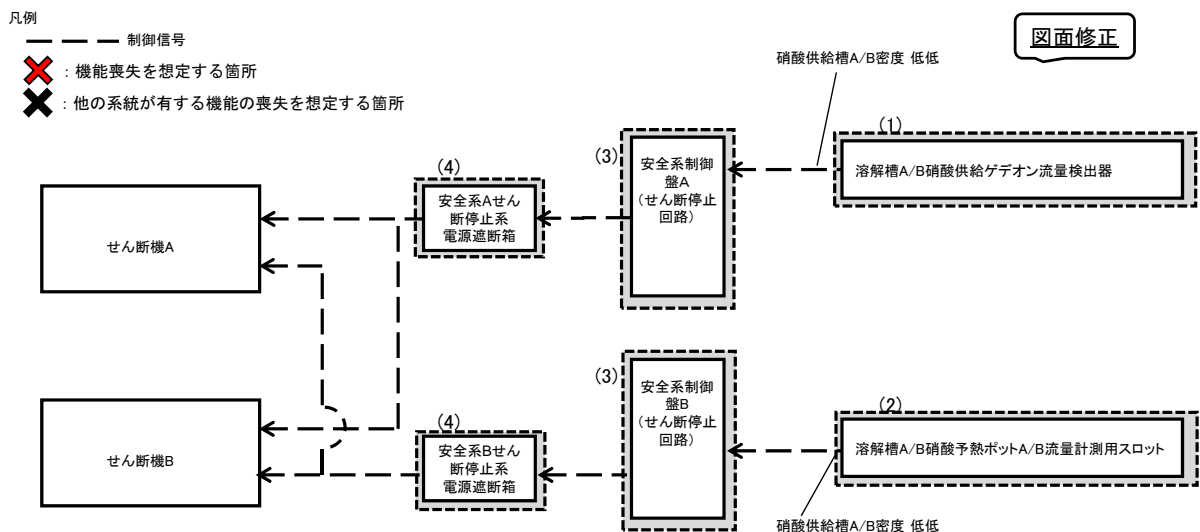 凡例
制御信号
：機能喪失を想定する箇所
：他の系統が有する機能の喪失を想定する箇所
図面修正
硝酸供給槽A/B密度 低低
(1)
溶解槽A/B硝酸供給ゲデオン流量検出器
(3)
安全系制御
盤A
（せん断停止
回路）
(4)
安全系Aせん
断停止系
電源遮断箱
せん断機A
(3)
安全系制御
盤B
（せん断停止
回路）
(2)
溶解槽A/B硝酸予熱ポットA/B流量計測用スロット
(4)
安全系Bせん
断停止系
電源遮断箱
せん断機B
硝酸供給槽A/B密度 低低